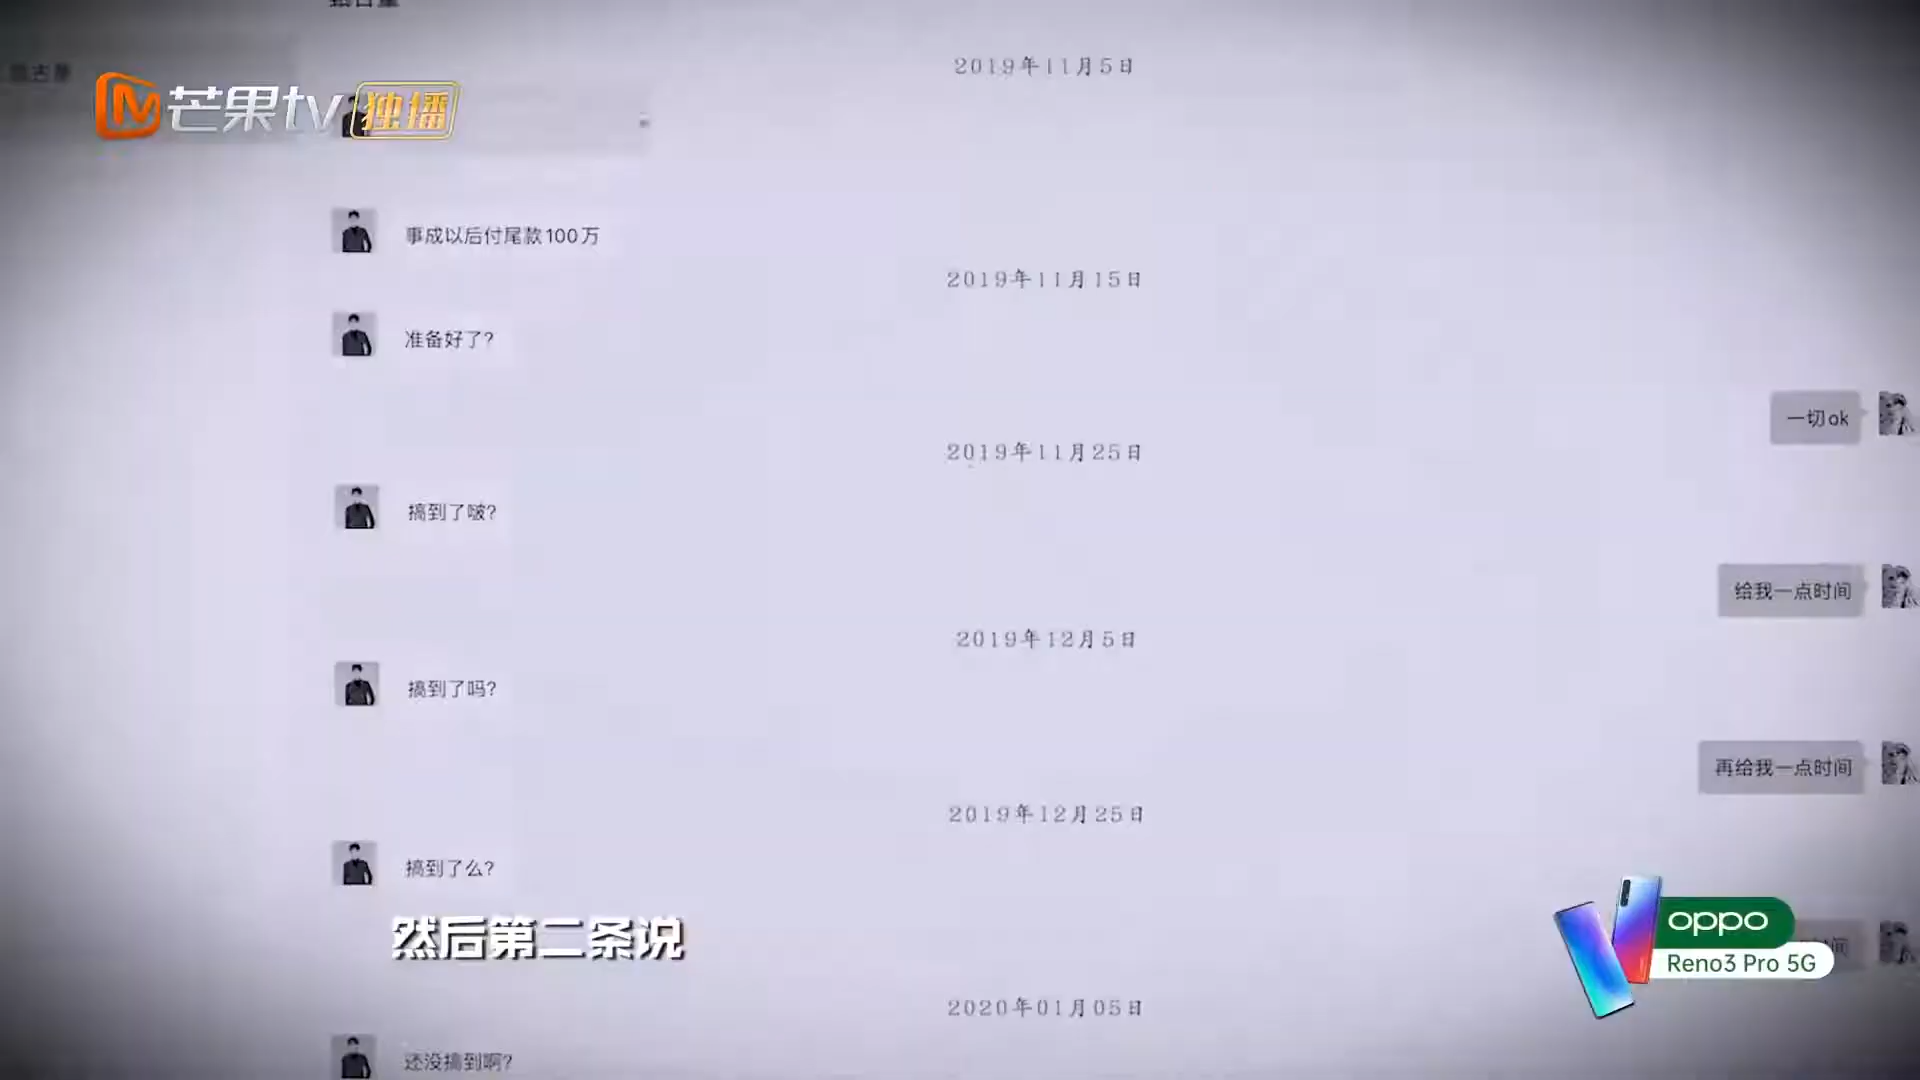 2019年11月5日
芒果tv 独播
事成以后付尾款100万
2019年11月15日
准备好了?
一切ok
2019年11月25日
搞到了啵?
给我一点时间
2019年12月5日
搞到了吗?
再给我一点时间
2019年12月25日
搞到了么?
然后第二条说
oppo
Reno3 Pro 5G
2020年01月05日
还没搞到啊?